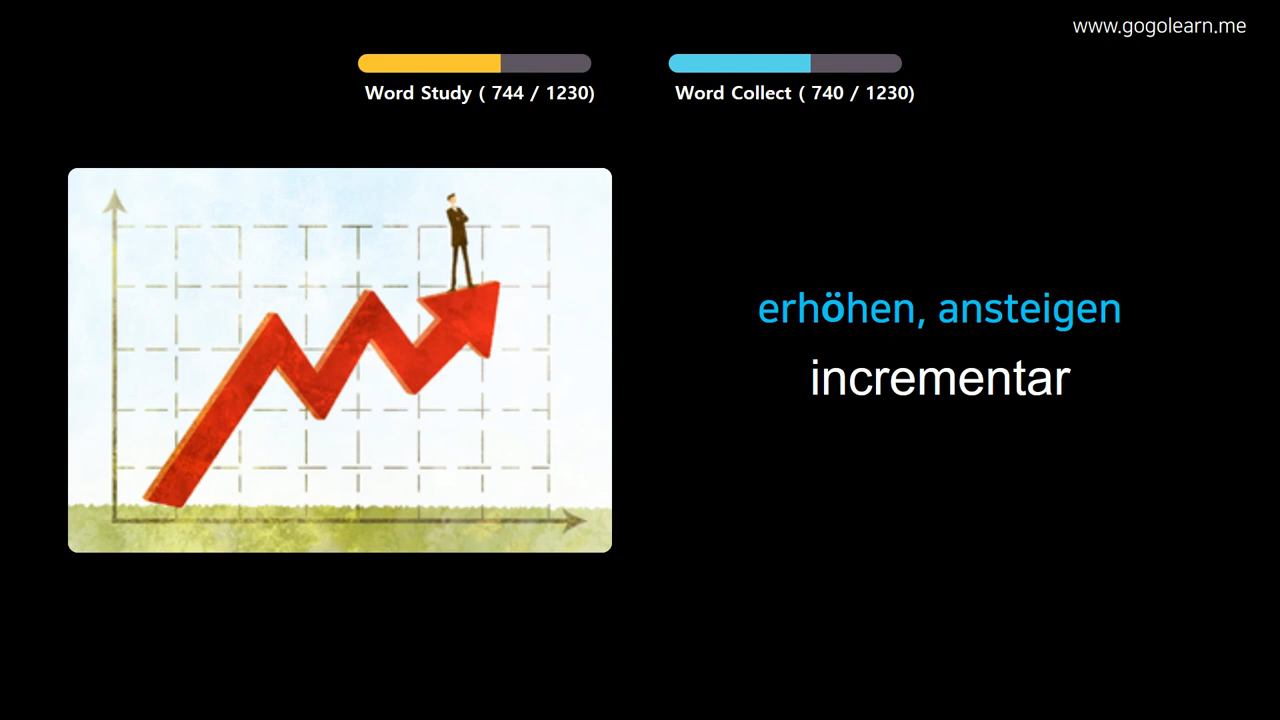 www.gogolearn.me
Word Study ( 744 / 1230)
Word Collect ( 740 / 1230)
erhöhen, ansteigen
incrementar